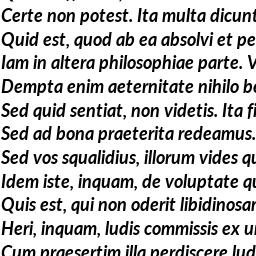 Certe non potest. Ita multa dicunt
Quid est, quod ab ea absolvi et pe
Iam in altera philosophiae parte. V
Dempta enim aeternitate nihilo be
Sed quid sentiat, non videtis. Ita fi
Sed ad bona praeterita redeamus.
Sed vos squalidius, illorum vides qu
Idem iste, inquam, de voluptate qu
Quis est, qui non oderit libidinosa
Heri, inquam, ludis commissis ex u
Cum praesertim illa perdiscere lud